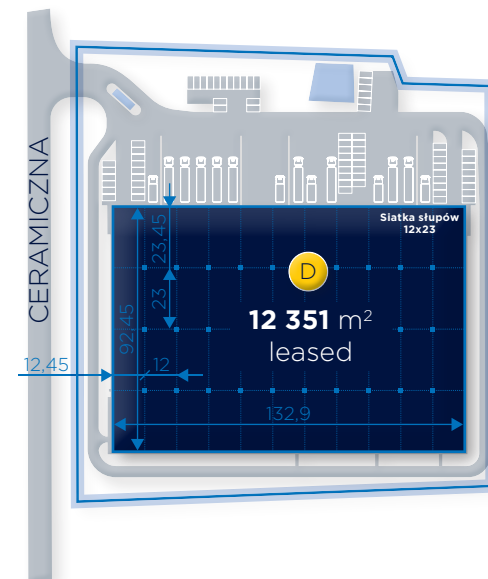 CERAMICZNA
Siatka słupów
12x23
23,45
D
23
92,45
12 351 m²
leased
12,45
12
132,9